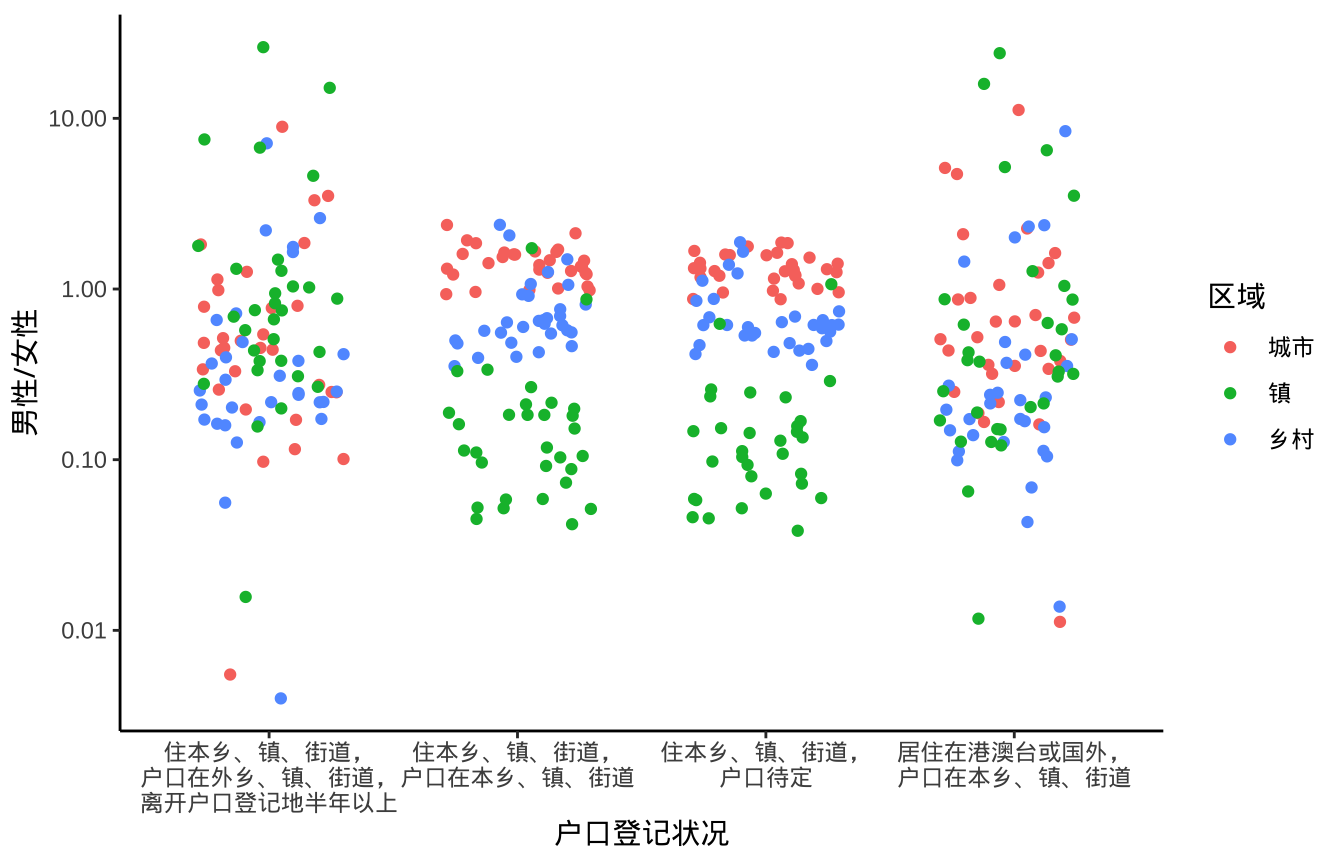 男性/女性
10.00
1.00
0.10
0.01
住本乡、镇、街道，
户口在外乡、镇、街道，
离开户口登记地半年以上
住本乡、镇、街道，
户口在本乡、镇、街道
住本乡、镇、街道，
户口待定
居住在港澳台或国外，
户口在本乡、镇、街道
户口登记状况
区域
城市
镇
乡村